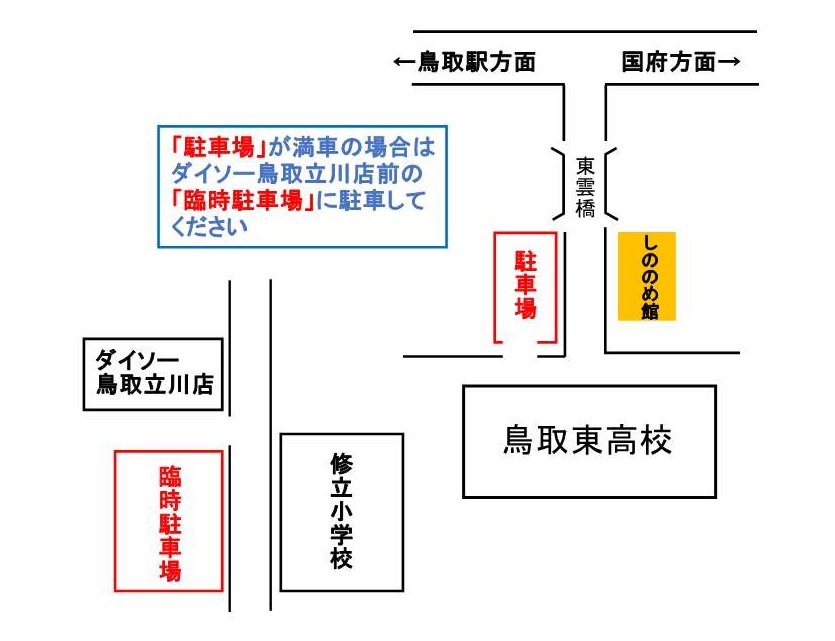 ←鳥取駅方面
国府方面→
「駐車場」が満車の場合は
ダイソー鳥取立川店前の
「臨時駐車場」に駐車して
ください
東雲橋
駐車場
しののめ館
ダイソー
鳥取立川店
鳥取東高校
臨時駐車場
修立小学校